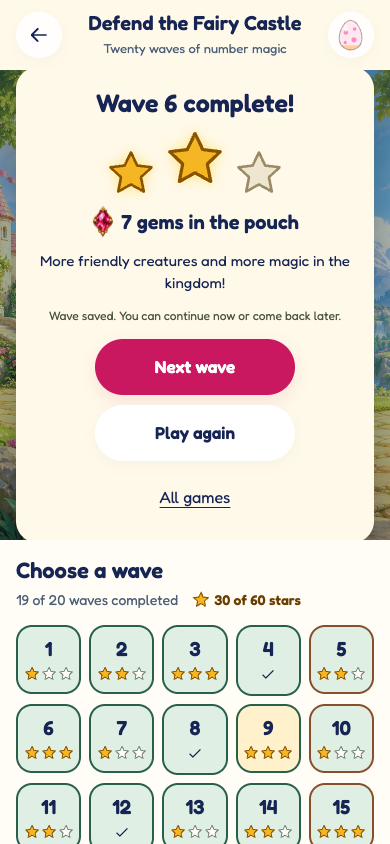 Defend the Fairy Castle
Twenty waves of number magic
Wave 6 complete!
7 gems in the pouch
More friendly creatures and more magic in the
kingdom!
Wave saved. You can continue now or come back later.
Next wave
Play again
All games
Choose a wave
19 of 20 waves completed 30 of 60 stars
1 2 3 4 5
6 7 8 9 10
11 12 13 14 15